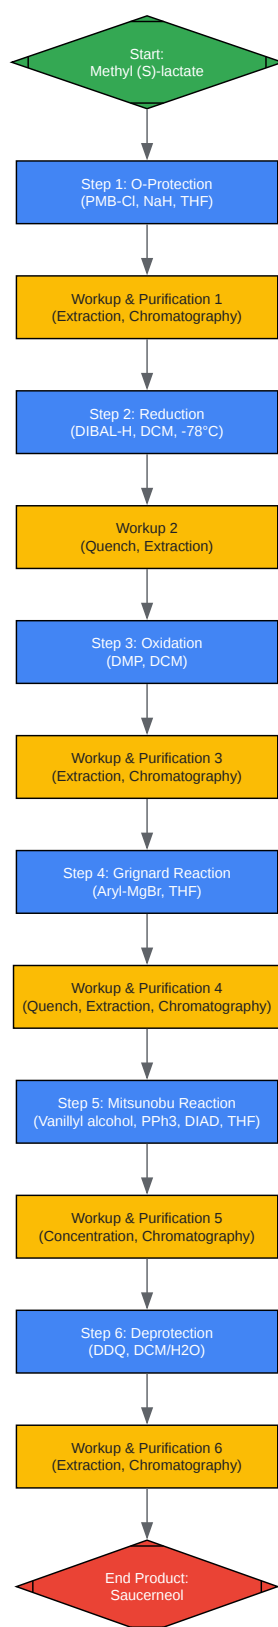 Start:
Methyl (S)-lactate
Step 1: O-Protection
(PMB-Cl, NaH, THF)
Workup & Purification 1
(Extraction, Chromatography)
Step 2: Reduction
(DIBAL-H, DCM, -78°C)
Workup 2
(Quench, Extraction)
Step 3: Oxidation
(DMP, DCM)
Workup & Purification 3
(Extraction, Chromatography)
Step 4: Grignard Reaction
(Aryl-MgBr, THF)
Workup & Purification 4
(Quench, Extraction, Chromatography)
Step 5: Mitsunobu Reaction
(Vanillyl alcohol, PPh3, DIAD, THF)
Workup & Purification 5
(Concentration, Chromatography)
Step 6: Deprotection
(DDQ, DCM/H2O)
Workup & Purification 6
(Extraction, Chromatography)
End Product:
Saucerneol